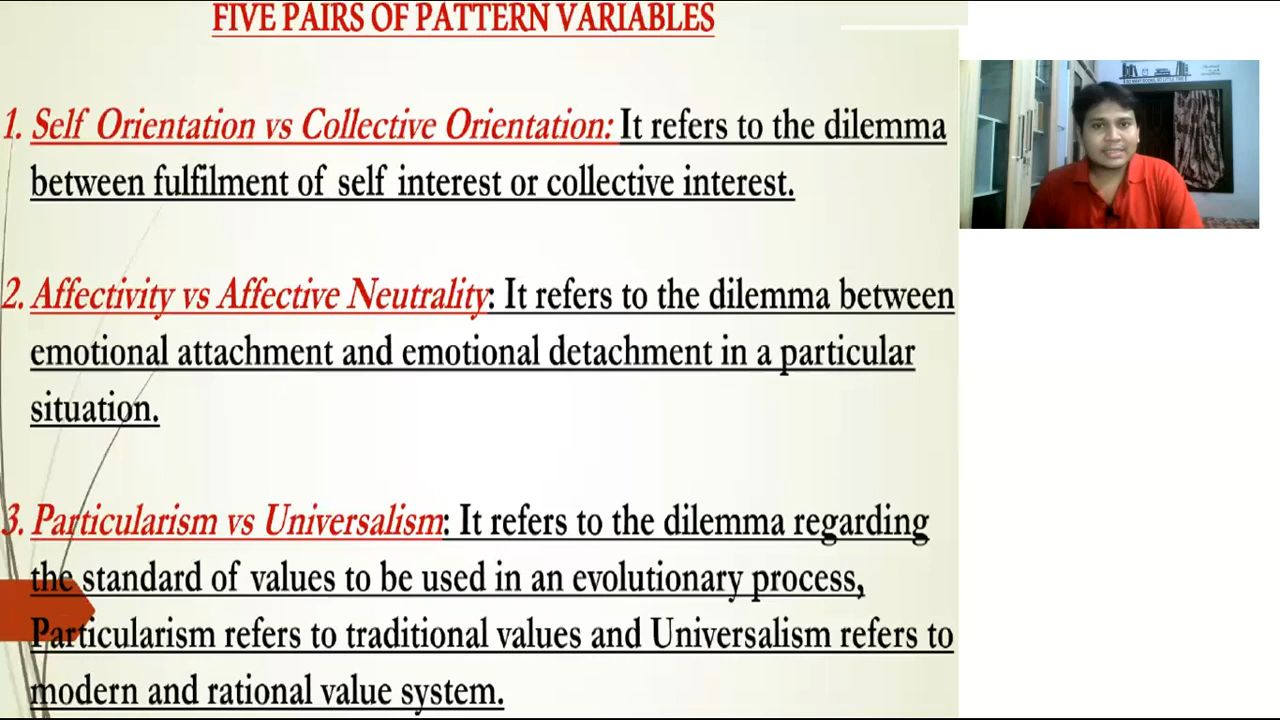 FIVE PAIRS OF PATTERN VARIABLES
1. Self Orientation vs Collective Orientation: It refers to the dilemma
between fulfilment of self interest or collective interest.
2. Affectivity vs Affective Neutrality: It refers to the dilemma between
emotional attachment and emotional detachment in a particular
situation.
3. Particularism vs Universalism: It refers to the dilemma regarding
the standard of values to be used in an evolutionary process,
Particularism refers to traditional values and Universalism refers to
modern and rational value system.